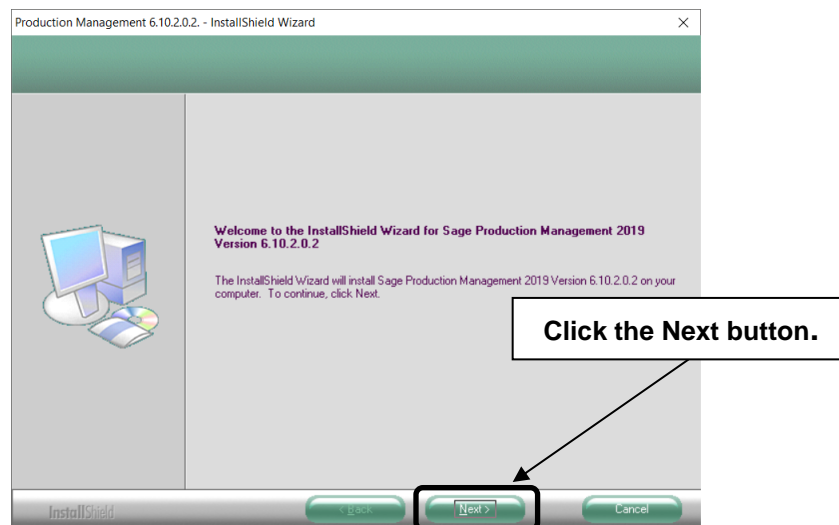 Production Management 6.10.2.0.2. - InstallShield Wizard
Welcome to the InstallShield Wizard for Sage Production Management 2019
Version 6.10.2.0.2
The InstallShield Wizard will install Sage Production Management 2019 Version 6.10.2.0.2 on your
computer. To continue, click Next.
Click the Next button.
InstallShield
< Back
Next >
Cancel